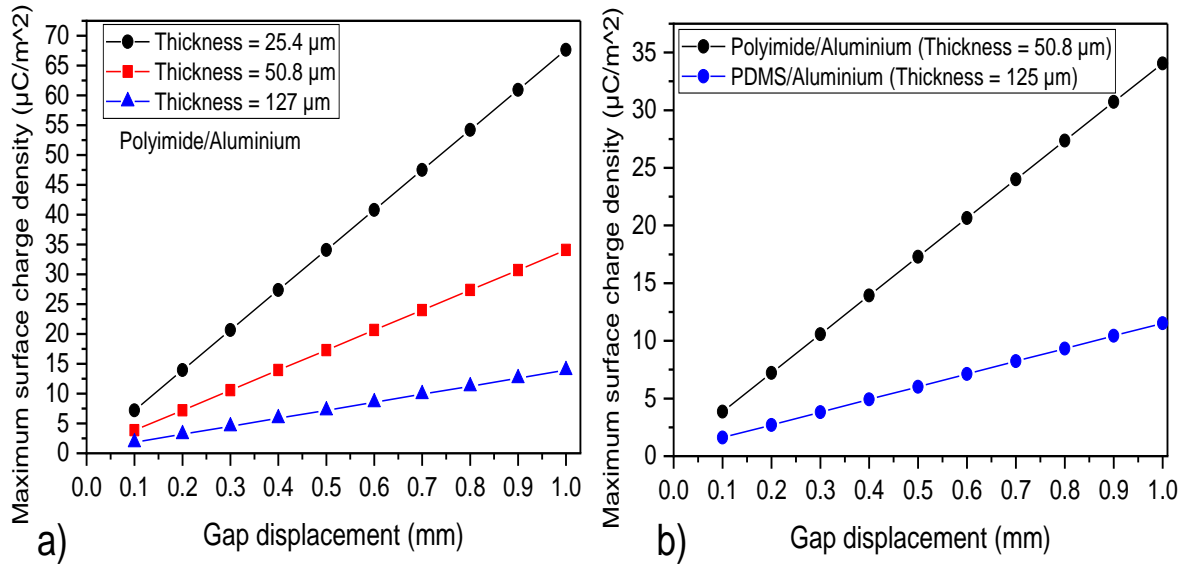 Maximum surface charge density (µC/m^2)
70
65
60
55
50
45
40
35
30
25
20
15
10
5
0
Thickness = 25.4 µm
Thickness = 50.8 µm
Thickness = 127 µm
Polyimide/Aluminium
0.0 0.1 0.2 0.3 0.4 0.5 0.6 0.7 0.8 0.9 1.0
Gap displacement (mm)
a)
Maximum surface charge density (µC/m^2)
35
30
25
20
15
10
5
0
Polyimide/Aluminium (Thickness = 50.8 µm)
PDMS/Aluminium (Thickness = 125 µm)
0.0 0.1 0.2 0.3 0.4 0.5 0.6 0.7 0.8 0.9 1.0
Gap displacement (mm)
b)